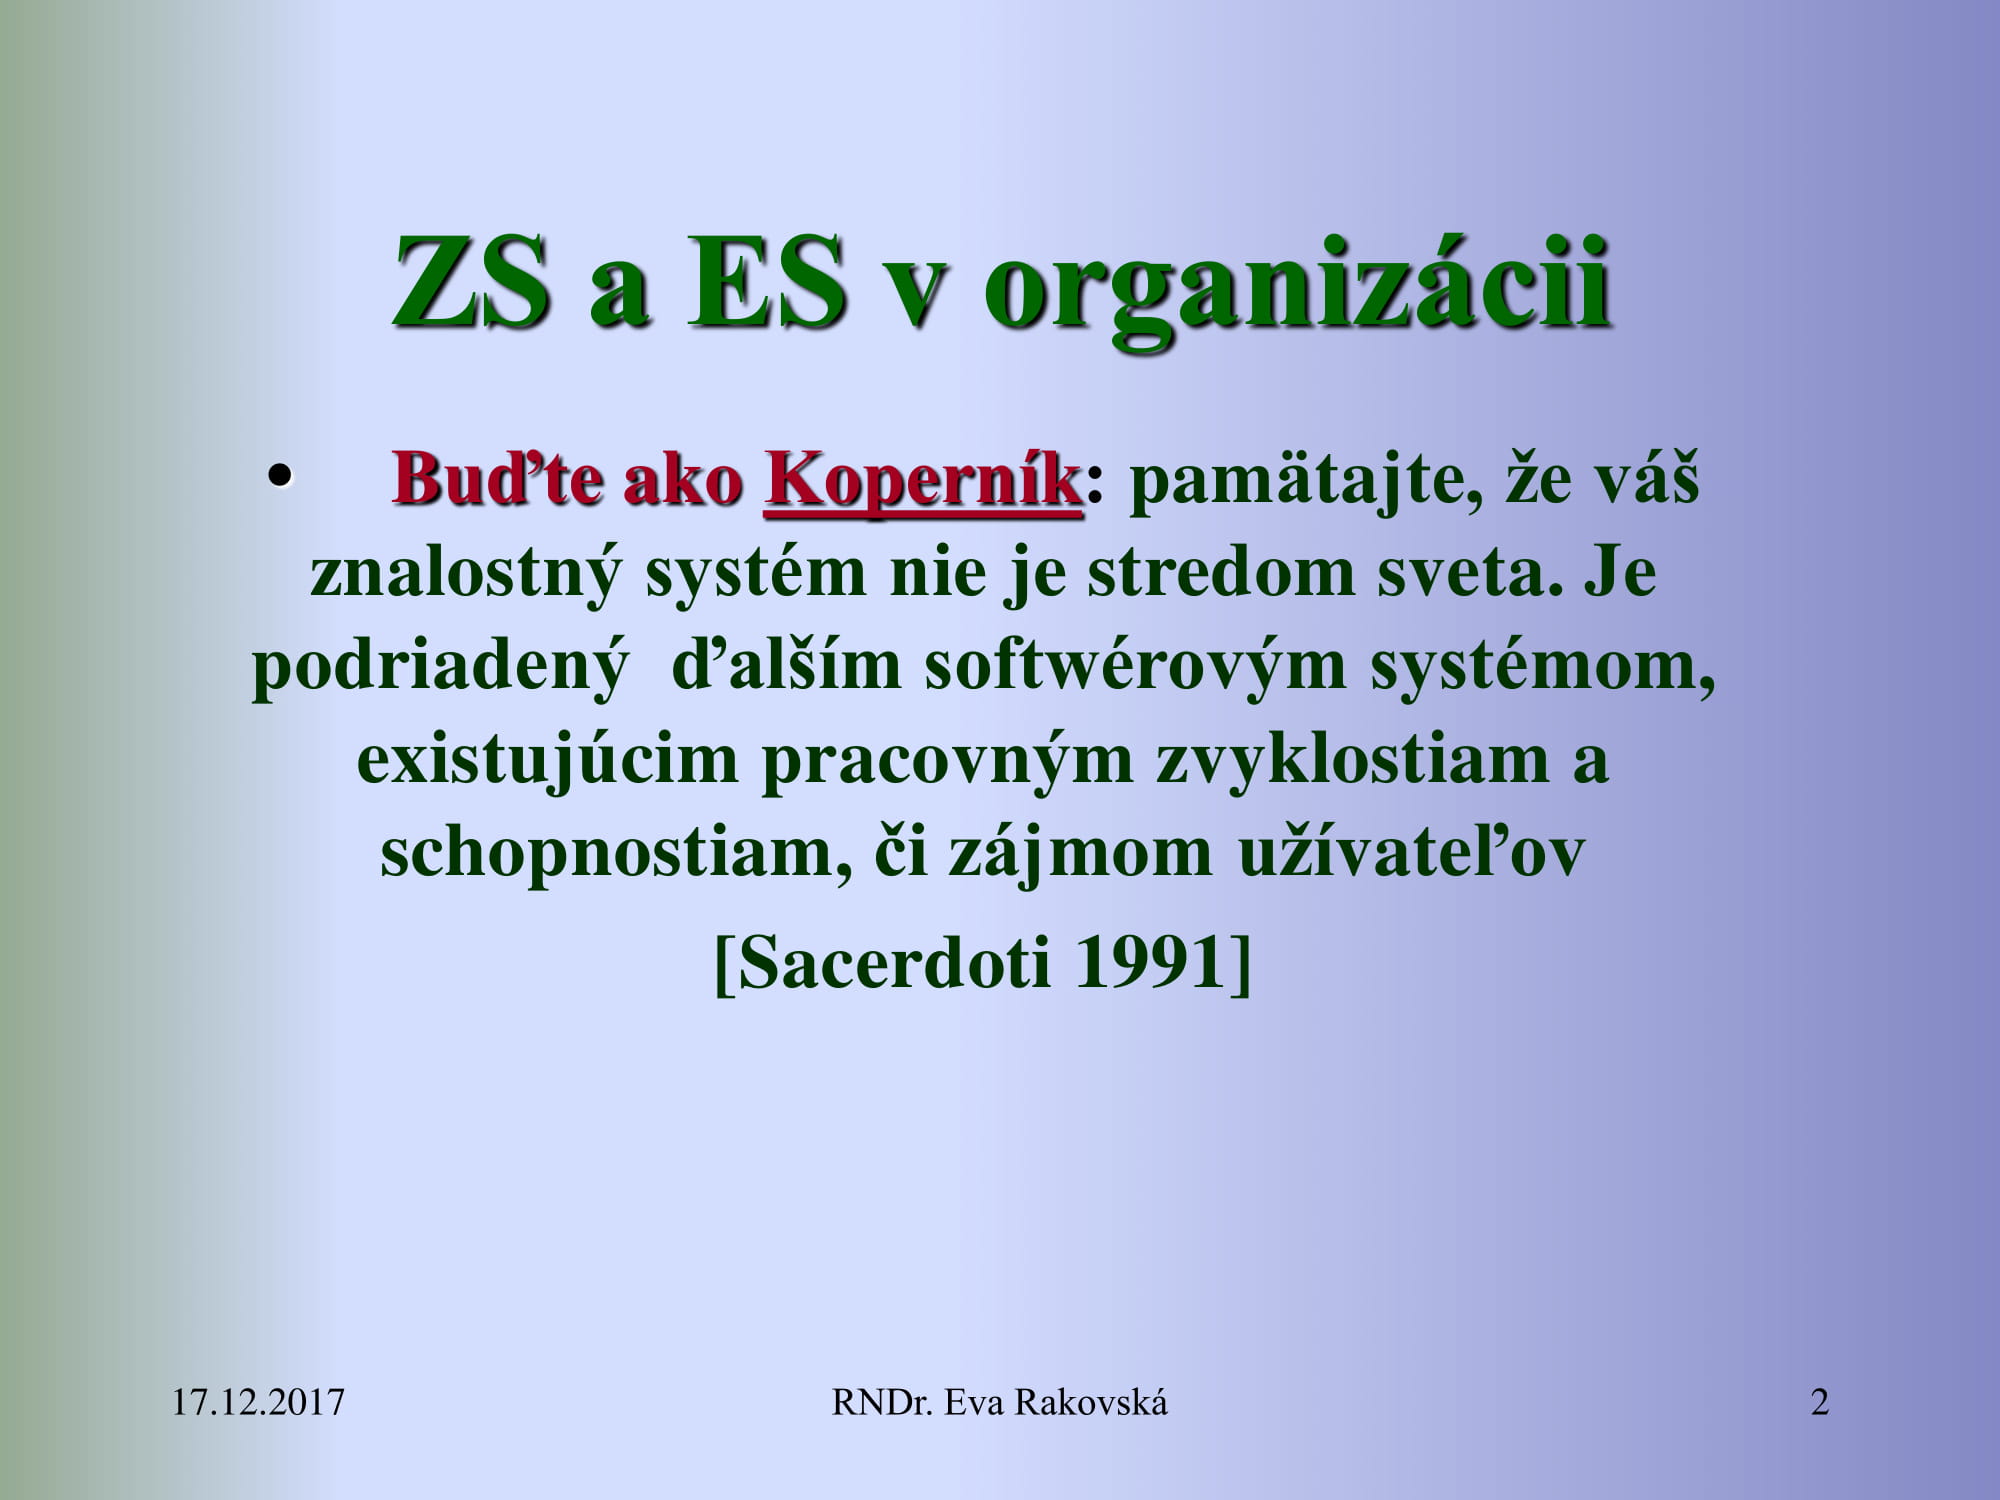 ZS a ES v organizácii
• Buďte ako Koperník: pamätajte, že váš
znalostný systém nie je stredom sveta. Je
podriadený ďalším softwérovým systémom,
existujúcim pracovným zvyklostiam a
schopnostiam, či zájmom užívateľov
[Sacerdoti 1991]
17.12.2017
RNDr. Eva Rakovská
2